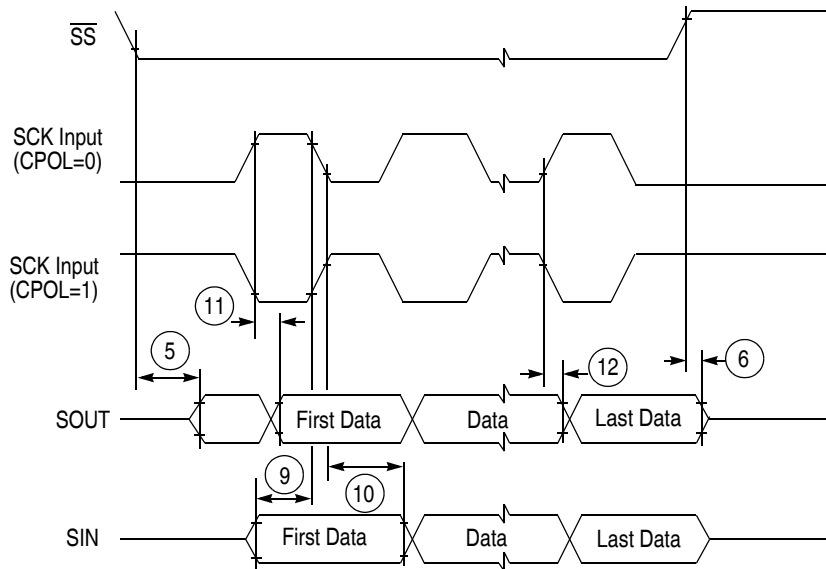 SS
SCK Input
(CPOL=0)
SCK Input
(CPOL=1)
11
5
12
6
SOUT
First Data
Data
Last Data
9
10
SIN
First Data
Data
Last Data